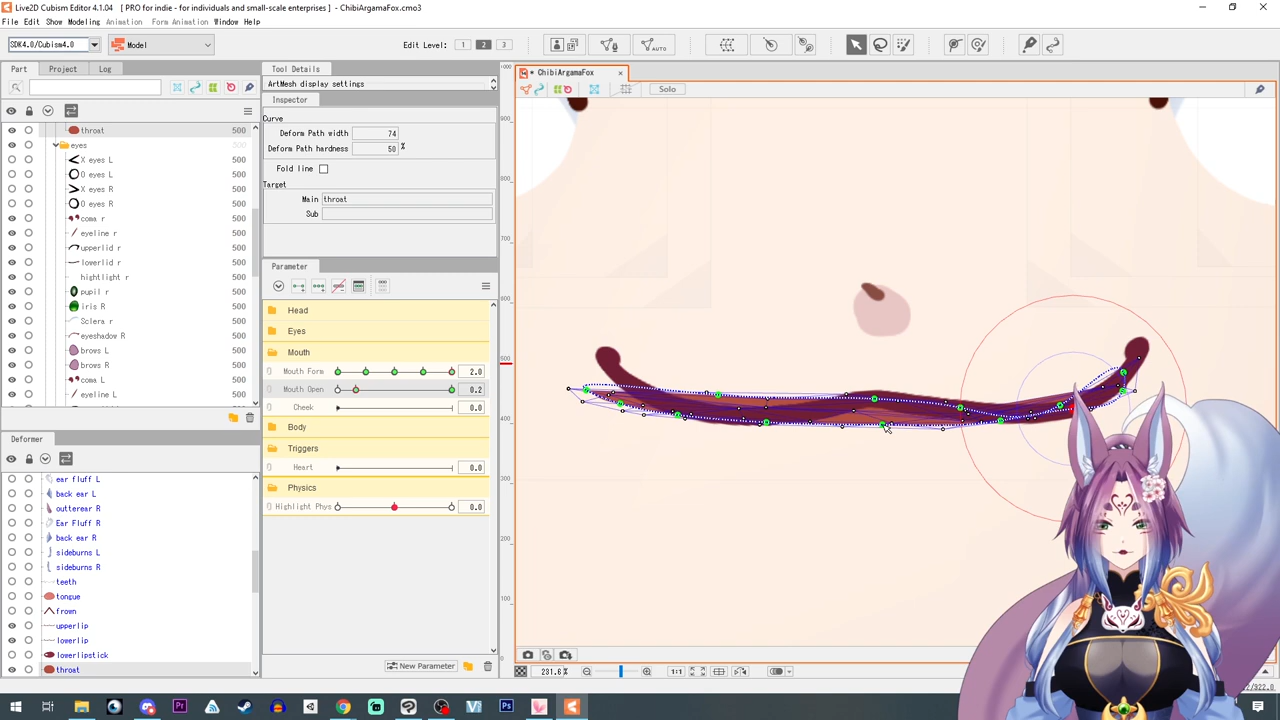 Live2D Cubism Editor 4.1.04   [ PRO for indie - for individuals and small-scale enterprises ] - ChibiArgamaFox.cmo3
File Edit Show Modeling Animation Form Animation Window Help
SDK4.0/Cubism4.0
Model
Edit Level: 1 2 3
AUTO
Part Project Log
throat 500
eyes
X eyes L 500
O eyes L 500
X eyes R 500
O eyes R 500
coma r 500
eyeline r 500
upperlid r 500
lowerlid r 500
hightlight r 500
pupil r 500
iris R 500
Sclera r 500
eyeshadow R 500
brows L 500
brows R 500
coma L 500
eyeline L 500
Deformer
ear fluff L
back ear L
outterear R
Ear Fluff R
back ear R
sideburns L
sideburns R
teeth
tongue
frown
upperlip
lowerlip
lowerlipstick
throat
Tool Details
ArtMesh display settings
Inspector
Curve
Deform Path width 74
Deform Path hardness 50 %
Fold line
Target
Main throat
Sub
Parameter
Head
Eyes
Mouth
Mouth Form 2.0
Mouth Open 0.2
Cheek 0.0
Body
Triggers
Heart 0.0
Physics
Highlight Phys 0.0
New Parameter
* ChibiArgamaFox
Solo
231.6%
1:1